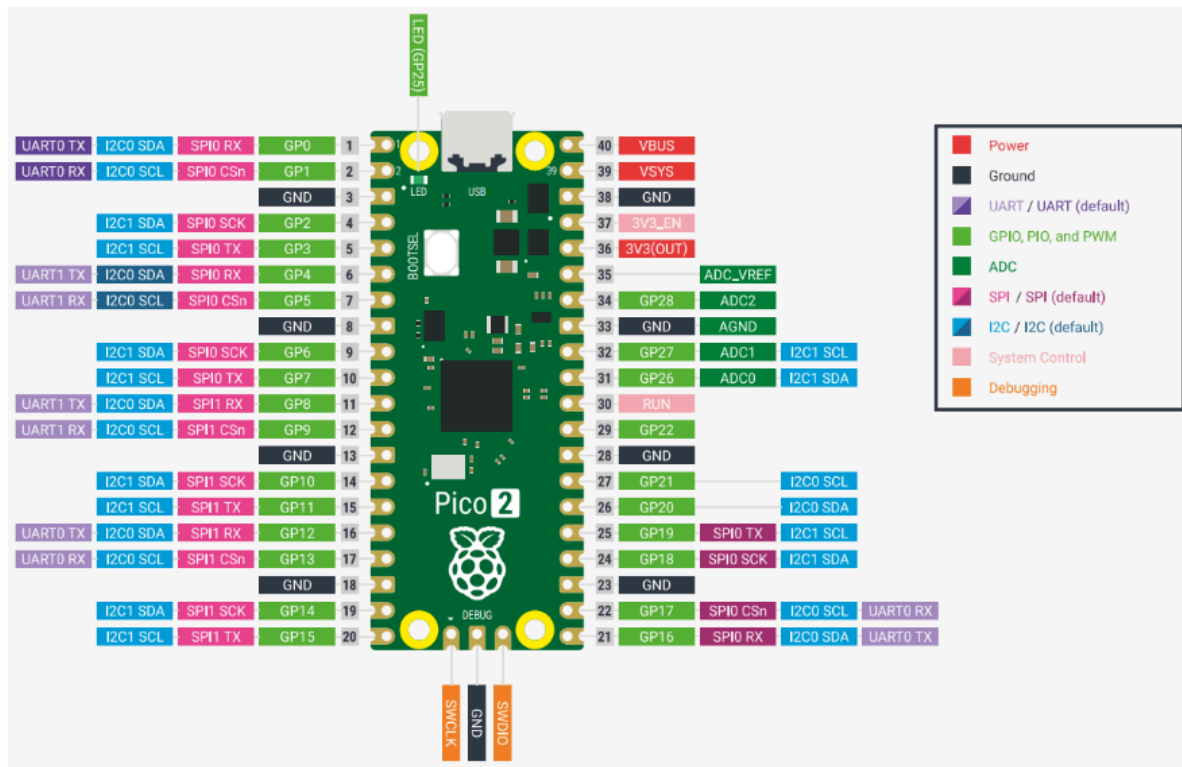 LED (GP25)
UART0 TX I2C0 SDA SPI0 RX GP0 1 1 40 VBUS
UART0 RX I2C0 SCL SPI0 CSn GP1 2 2 LED USB 39 39 VSYS
GND 3 38 GND
I2C1 SDA SPI0 SCK GP2 4 37 3V3_EN
I2C1 SCL SPI0 TX GP3 5 BOOTSEL 36 3V3(OUT)
UART1 TX I2C0 SDA SPI0 RX GP4 6 35 ADC_VREF
UART1 RX I2C0 SCL SPI0 CSn GP5 7 34 GP28 ADC2
GND 8 33 GND AGND
I2C1 SDA SPI0 SCK GP6 9 32 GP27 ADC1 I2C1 SCL
I2C1 SCL SPI0 TX GP7 10 31 GP26 ADC0 I2C1 SDA
UART1 TX I2C0 SDA SPI1 RX GP8 11 30 RUN
UART1 RX I2C0 SCL SPI1 CSn GP9 12 29 GP22
GND 13 28 GND
I2C1 SDA SPI1 SCK GP10 14 27 GP21 I2C0 SCL
I2C1 SCL SPI1 TX GP11 15 Pico 2 26 GP20 I2C0 SDA
UART0 TX I2C0 SDA SPI1 RX GP12 16 25 GP19 SPI0 TX I2C1 SCL
UART0 RX I2C0 SCL SPI1 CSn GP13 17 24 GP18 SPI0 SCK I2C1 SDA
GND 18 23 GND
I2C1 SDA SPI1 SCK GP14 19 DEBUG 22 GP17 SPI0 CSn I2C0 SCL UART0 RX
I2C1 SCL SPI1 TX GP15 20 21 GP16 SPI0 RX I2C0 SDA UART0 TX
SWCLK GND SWDIO
Power
Ground
UART / UART (default)
GPIO, PIO, and PWM
ADC
SPI / SPI (default)
I2C / I2C (default)
System Control
Debugging